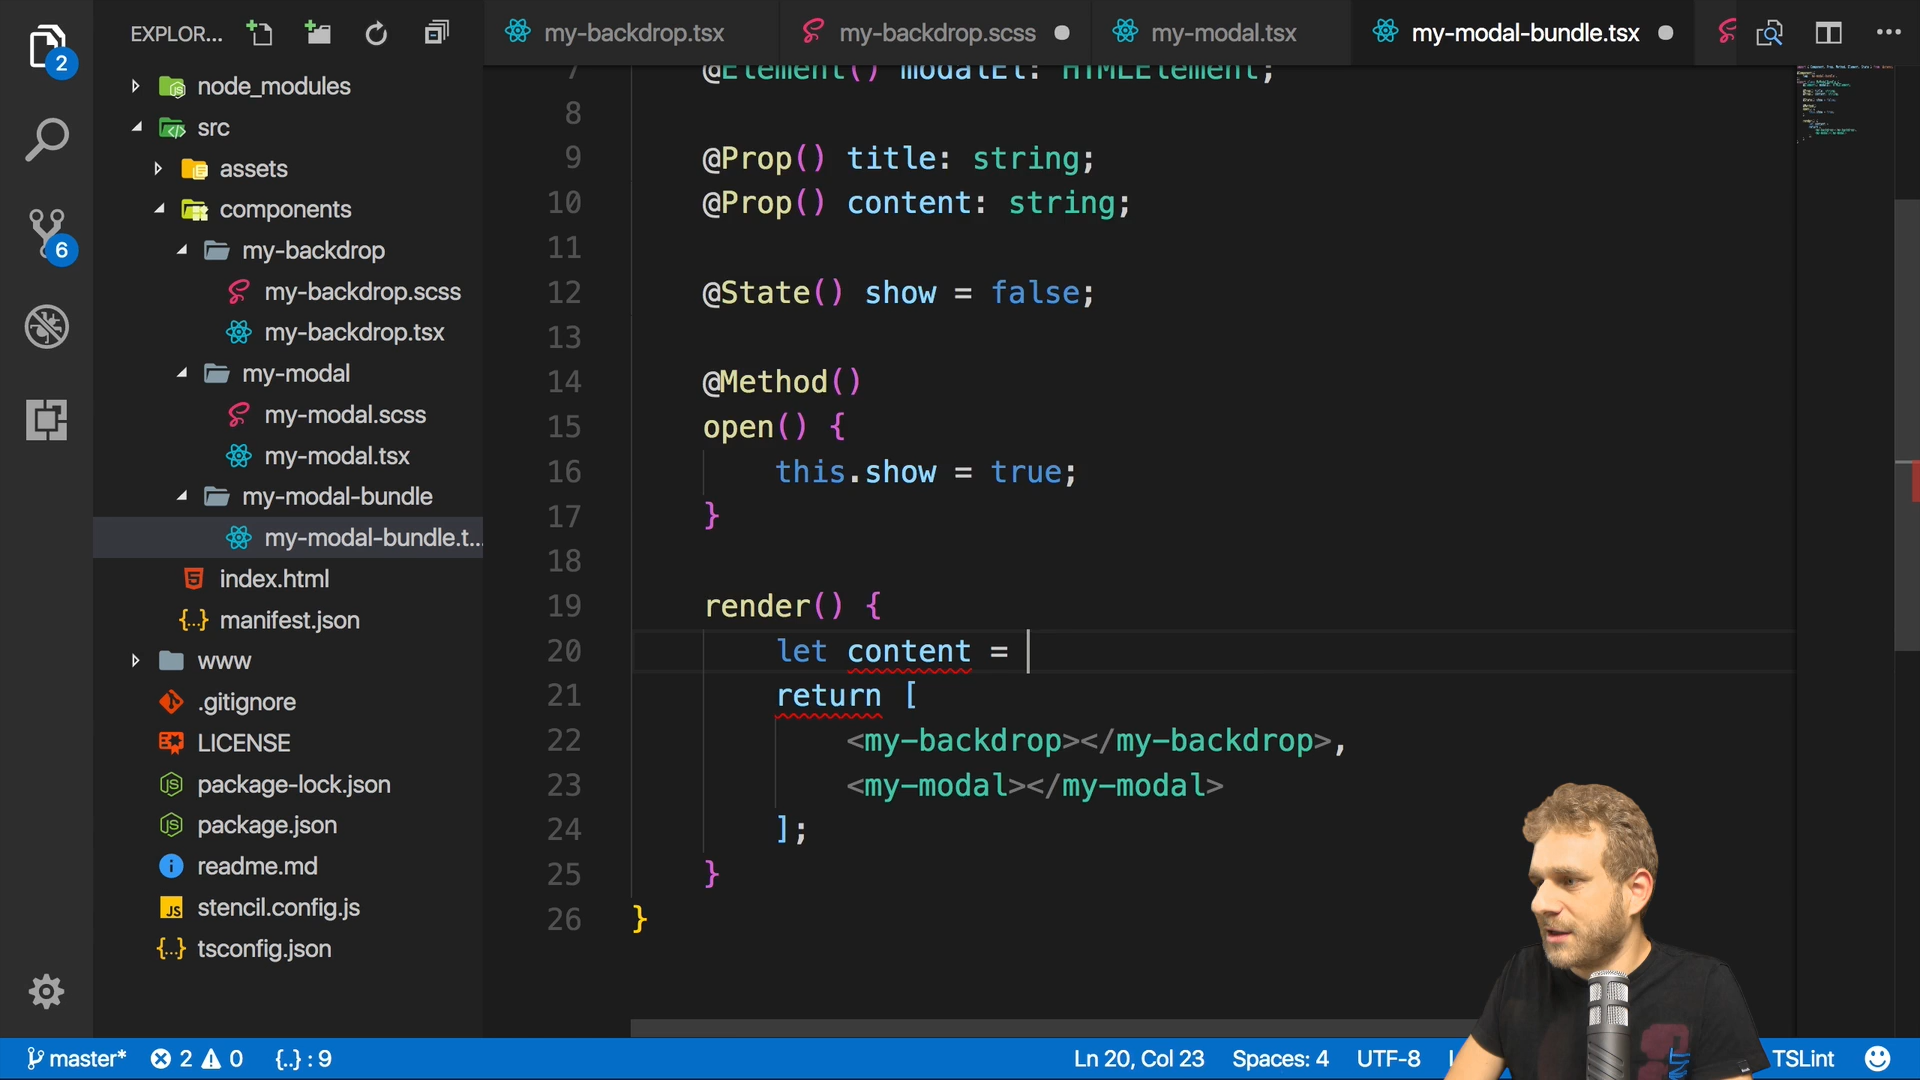 2
6
EXPLOR...
node_modules
src
assets
components
my-backdrop
my-backdrop.scss
my-backdrop.tsx
my-modal
my-modal.scss
my-modal.tsx
my-modal-bundle
my-modal-bundle.t...
index.html
manifest.json
www
.gitignore
LICENSE
package-lock.json
package.json
readme.md
stencil.config.js
tsconfig.json
my-backdrop.tsx
my-backdrop.scss
my-modal.tsx
my-modal-bundle.tsx
7 @Element() modalEl: HTMLElement;
8
9 @Prop() title: string;
10 @Prop() content: string;
11
12 @State() show = false;
13
14 @Method()
15 open() {
16 this.show = true;
17 }
18
19 render() {
20 let content =
21 return [
22 <my-backdrop></my-backdrop>,
23 <my-modal></my-modal>
24 ];
25 }
26 }
master* 2 0 {..} : 9
Ln 20, Col 23 Spaces: 4 UTF-8 TSLint